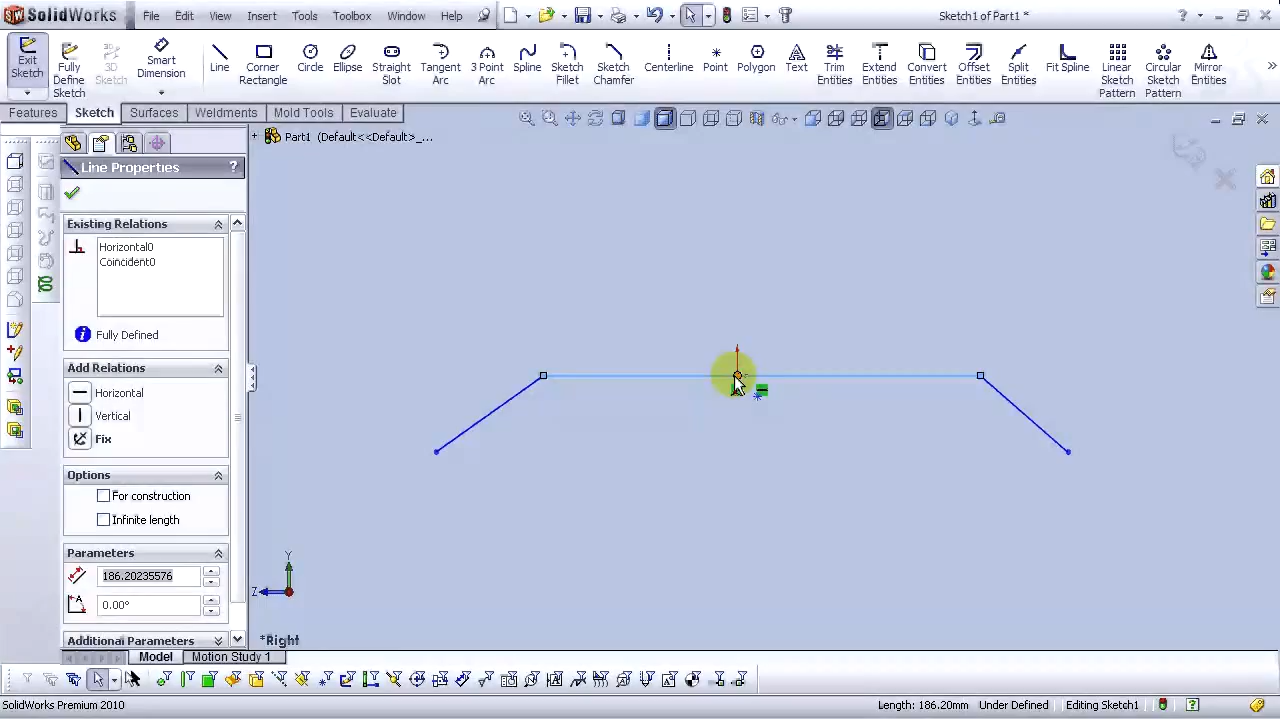 SolidWorks File Edit View Insert Tools Toolbox Window Help Sketch1 of Part1 *
Exit Sketch
Fully Define Sketch
3D Sketch
Smart Dimension
Line
Corner Rectangle
Circle
Ellipse
Straight Slot
Tangent Arc
3 Point Arc
Spline
Sketch Fillet
Sketch Chamfer
Centerline
Point
Polygon
Text
Trim Entities
Extend Entities
Convert Entities
Offset Entities
Split Entities
Fit Spline
Linear Sketch Pattern
Circular Sketch Pattern
Mirror Entities
Features Sketch Surfaces Weldments Mold Tools Evaluate
Part1 (Default<<Default>_...
Line Properties ?
Existing Relations
Horizontal0
Coincident0
Fully Defined
Add Relations
Horizontal
Vertical
Fix
Options
For construction
Infinite length
Parameters
186.20235576
0.00°
Additional Parameters
Y
Z
*Right
Model Motion Study 1
SolidWorks Premium 2010 Length: 186.20mm Under Defined Editing Sketch1